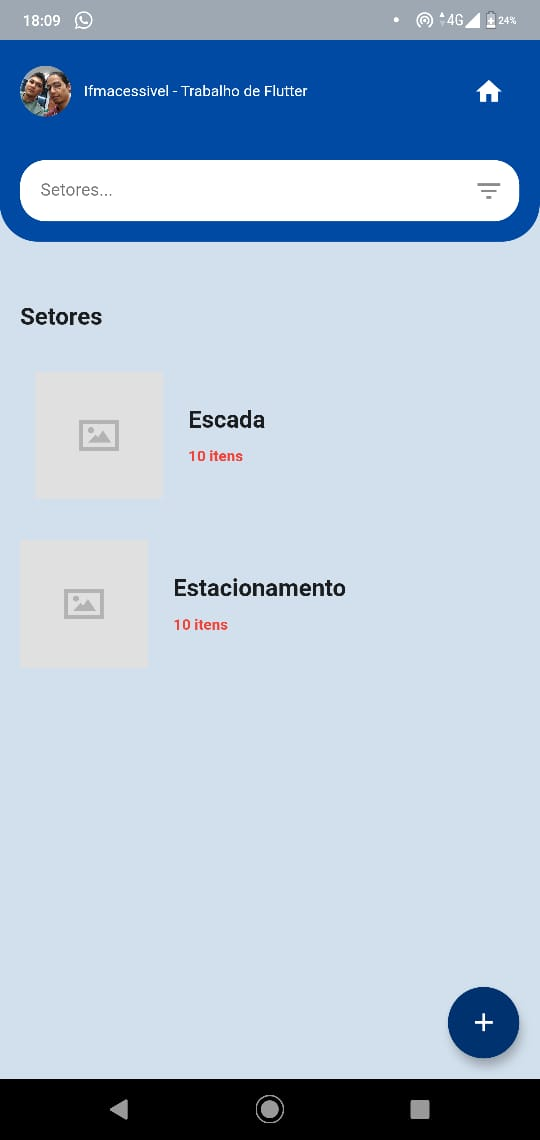 18:09
4G
24%
Ifmacessivel - Trabalho de Flutter
Setores...
Setores
Escada
10 itens
Estacionamento
10 itens